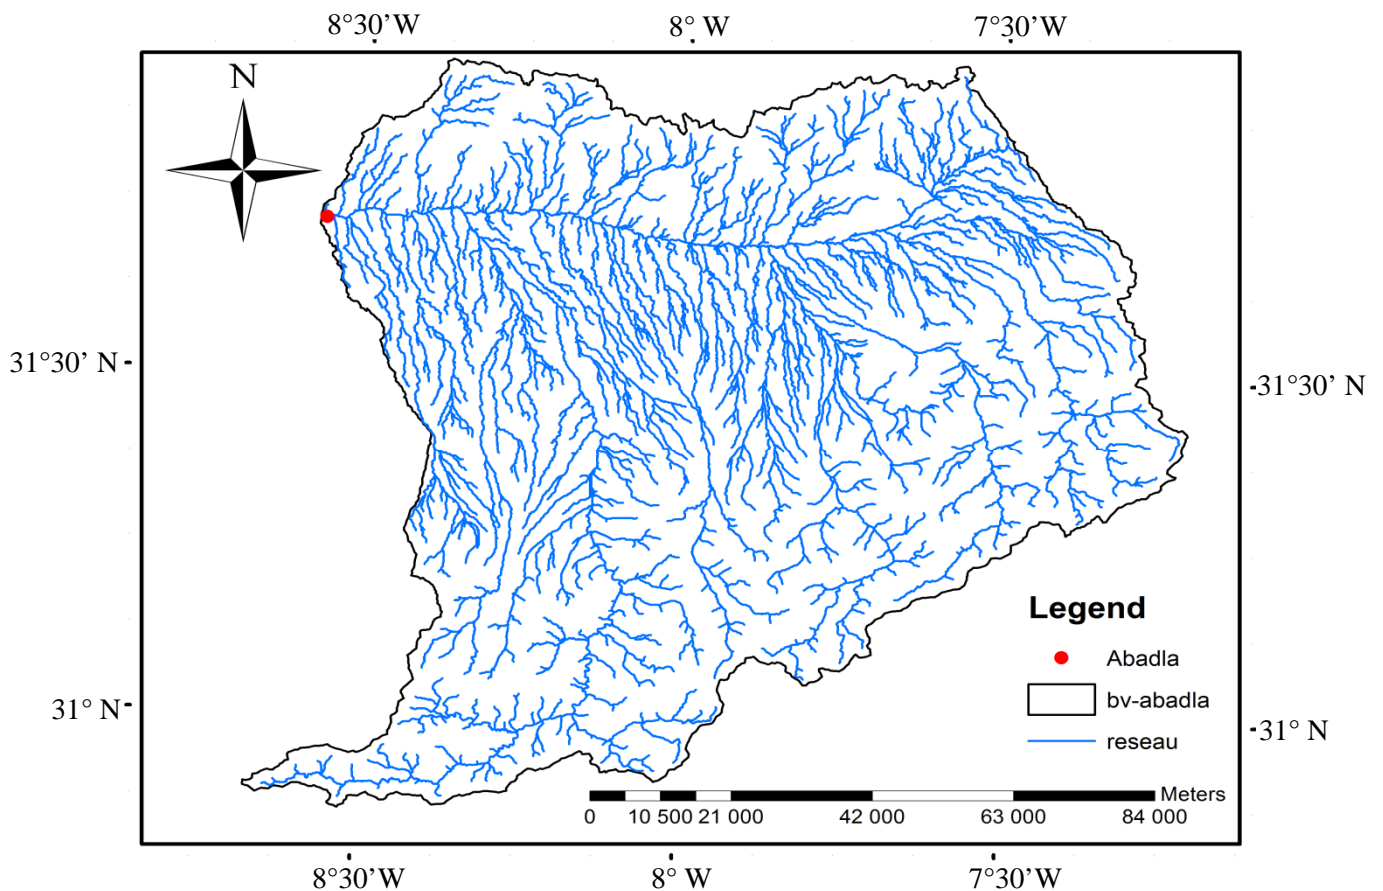 8°30'W 8° W 7°30'W
N
31°30’ N
31°30’ N
Legend
Abadla
bv-abadla
reseau
31° N
31° N
Meters
0 10 500 21 000 42 000 63 000 84 000
8°30'W 8° W 7°30'W